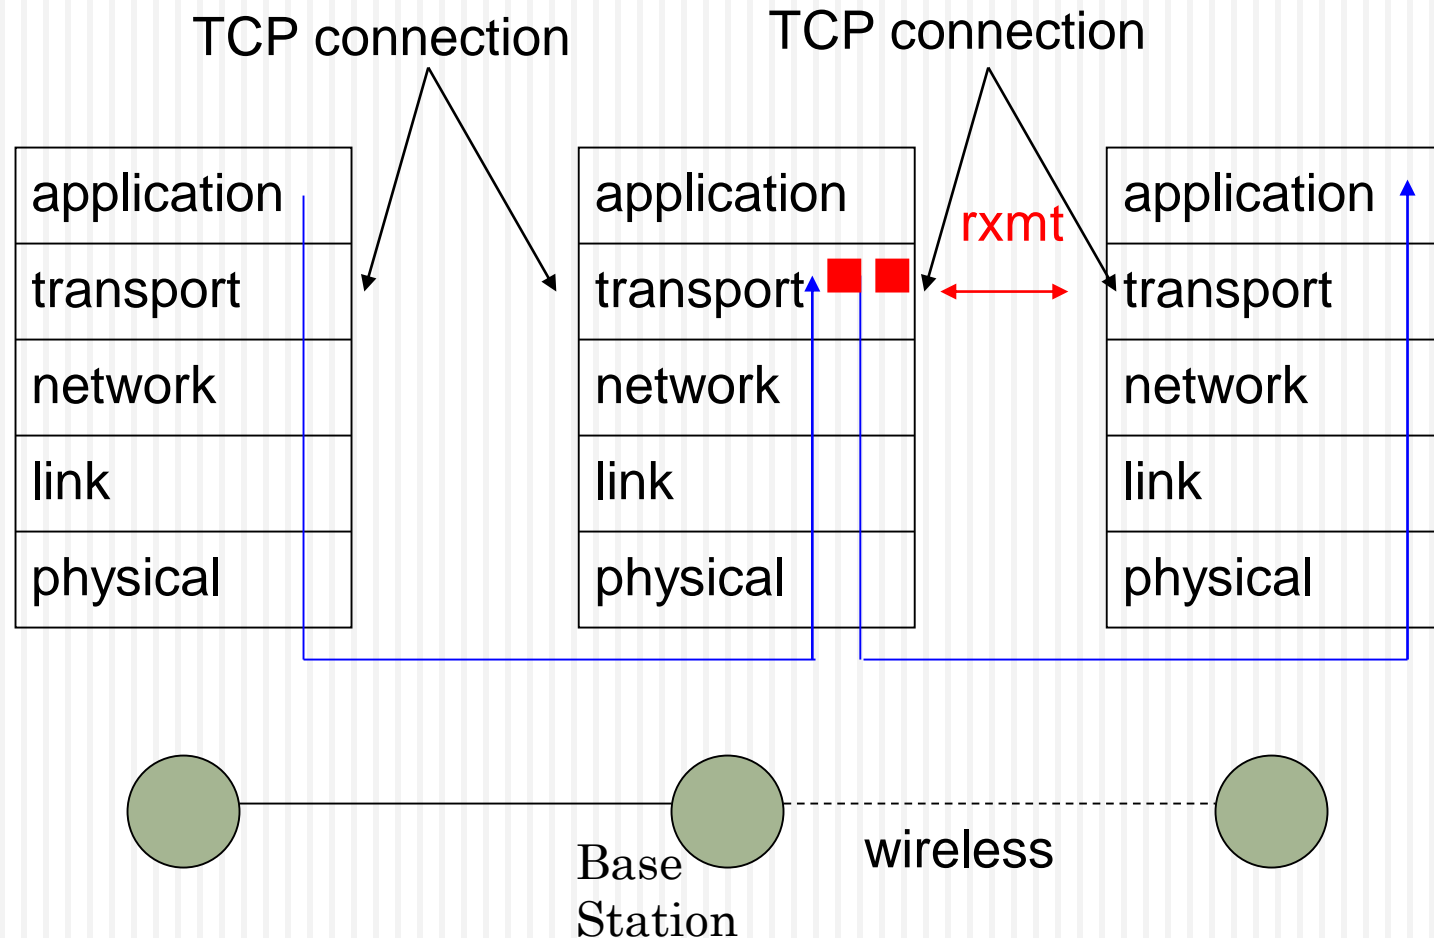 TCP connection
TCP connection
application
transport
network
link
physical
application
transport
network
link
physical
rxmt
application
transport
network
link
physical
wireless
Base
Station